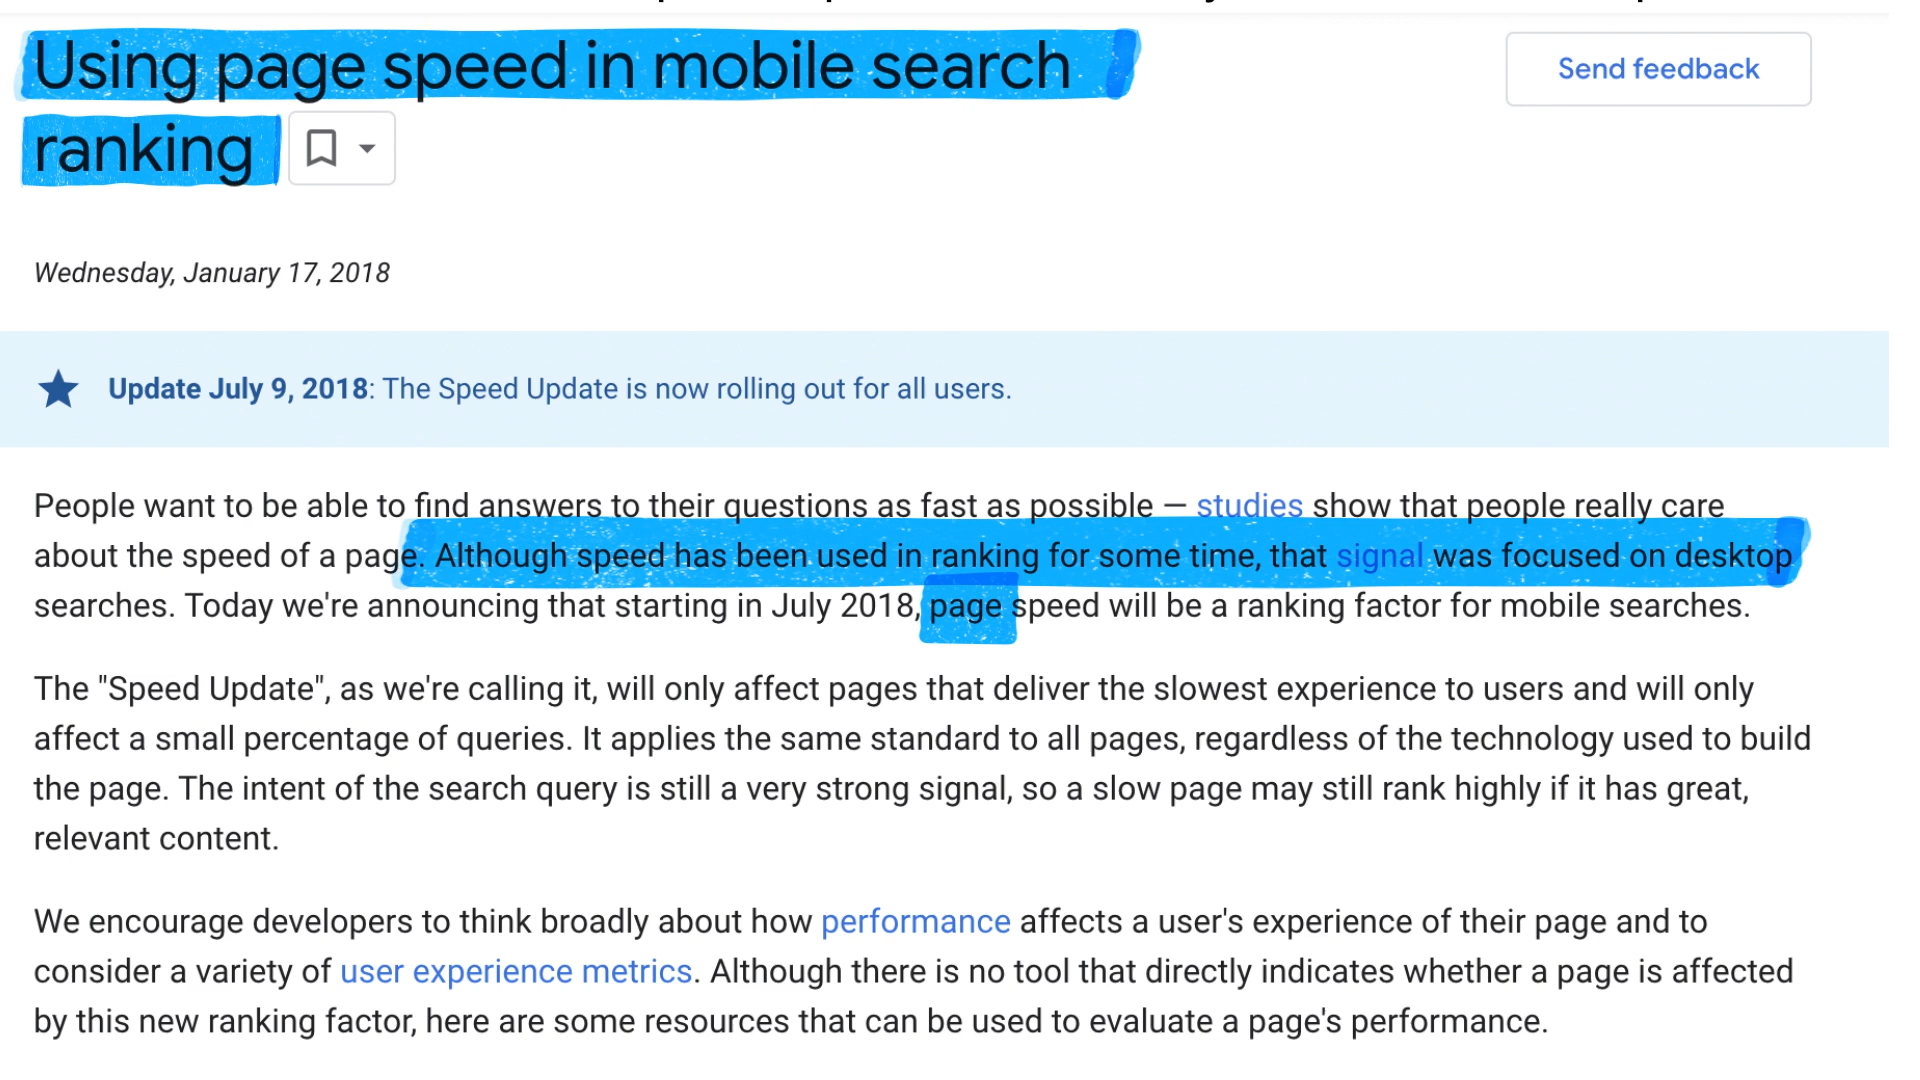 Using page speed in mobile search
Send feedback
ranking
Wednesday, January 17, 2018
Update July 9, 2018: The Speed Update is now rolling out for all users.
People want to be able to find answers to their questions as fast as possible — studies show that people really care
about the speed of a page. Although speed has been used in ranking for some time, that signal was focused on desktop
searches. Today we're announcing that starting in July 2018, page speed will be a ranking factor for mobile searches.
The "Speed Update", as we're calling it, will only affect pages that deliver the slowest experience to users and will only
affect a small percentage of queries. It applies the same standard to all pages, regardless of the technology used to build
the page. The intent of the search query is still a very strong signal, so a slow page may still rank highly if it has great,
relevant content.
We encourage developers to think broadly about how performance affects a user's experience of their page and to
consider a variety of user experience metrics. Although there is no tool that directly indicates whether a page is affected
by this new ranking factor, here are some resources that can be used to evaluate a page's performance.